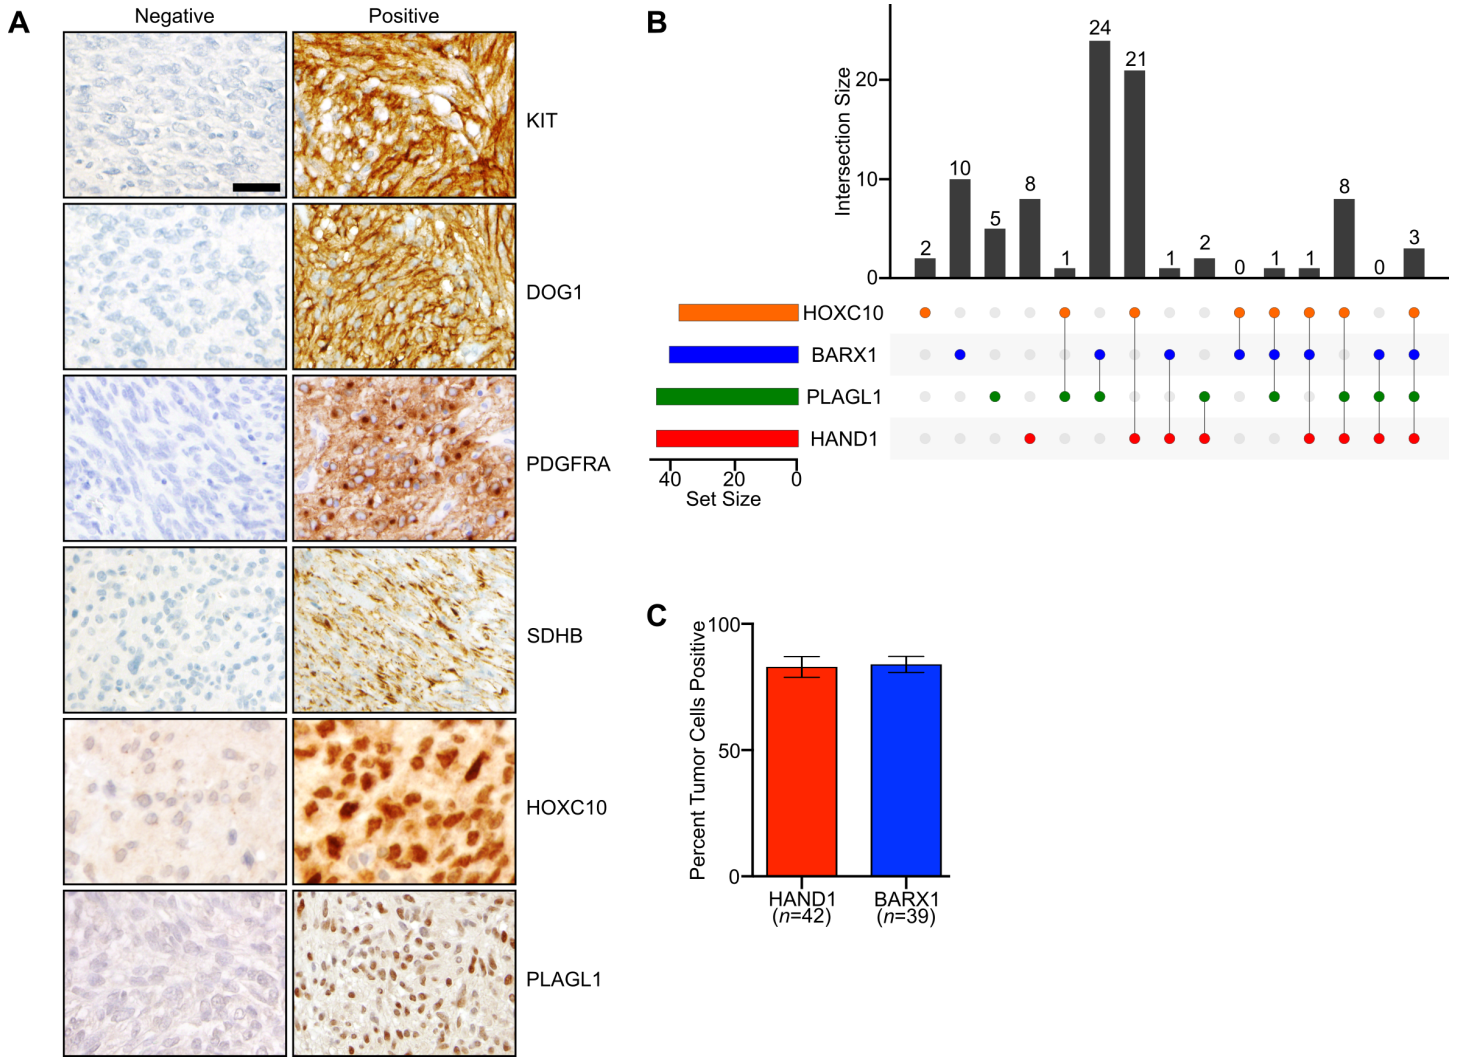 A
Negative
Positive
KIT
DOG1
PDGFRA
SDHB
HOXC10
PLAGL1
B
Intersection Size
20
10
0
2
10
5
8
1
24
21
1
2
0
1
1
8
0
3
HOXC10
BARX1
PLAGL1
HAND1
40 20 0
Set Size
C
Percent Tumor Cells Positive
100
50
0
HAND1
(n=42)
BARX1
(n=39)